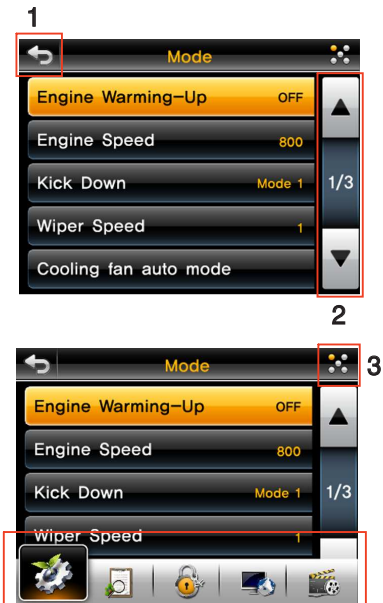 1
Mode
Engine Warming-Up OFF
Engine Speed 800
Kick Down Mode 1
1/3
Wiper Speed 1
Cooling fan auto mode
2
Mode
3
Engine Warming-Up OFF
Engine Speed 800
Kick Down Mode 1
1/3
Wiper Speed 1